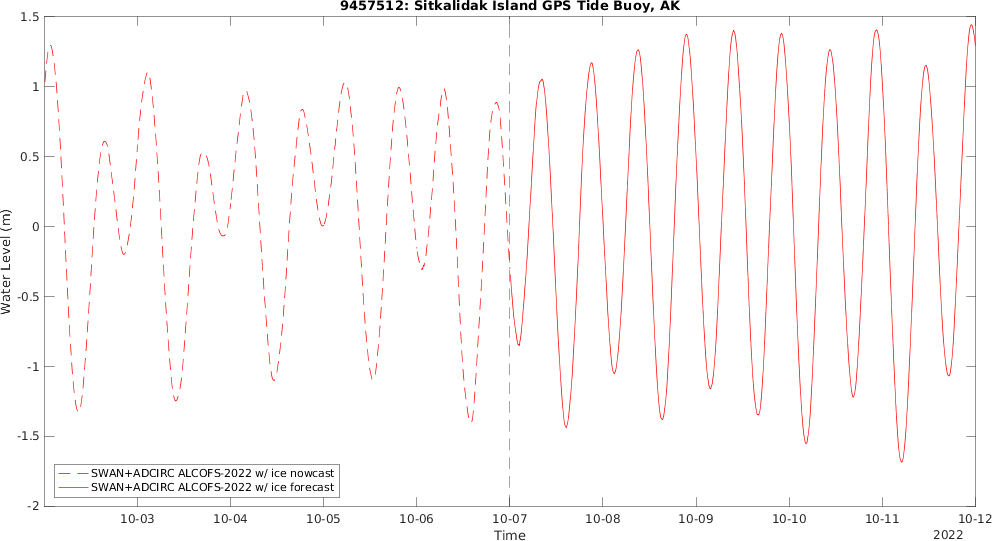 9457512: Sitkalidak Island GPS Tide Buoy, AK
1.5
1
0.5
0
-0.5
-1
-1.5
-2
Water Level (m)
SWAN+ADCIRC ALCOFS-2022 w/ ice nowcast
SWAN+ADCIRC ALCOFS-2022 w/ ice forecast
10-03 10-04 10-05 10-06 10-07 10-08 10-09 10-10 10-11 10-12
Time
2022